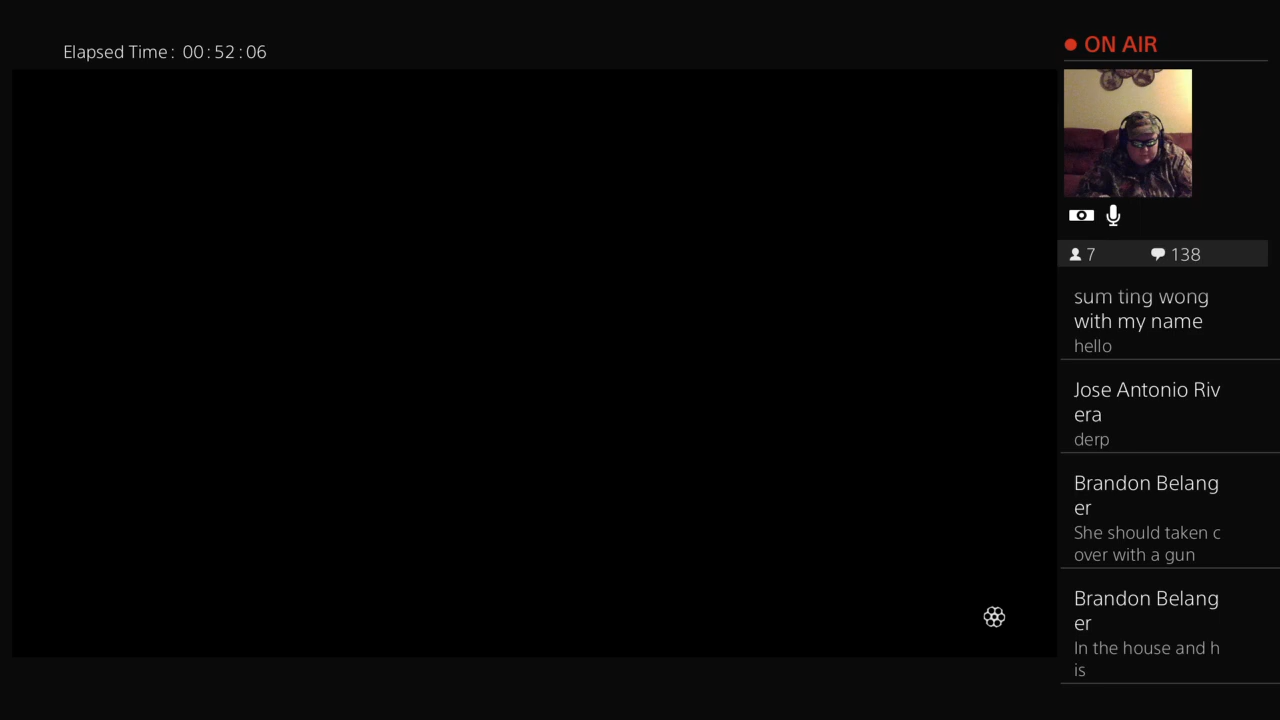 Elapsed Time: 00:52:06
ON AIR
7 138
sum ting wong
with my name
hello
Jose Antonio Riv
era
derp
Brandon Belang
er
She should taken c
over with a gun
Brandon Belang
er
In the house and h
is